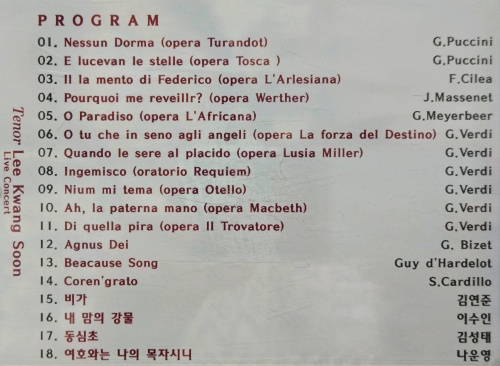 PROGRAM
01. Nessun Dorma (opera Turandot) G.Puccini
02. E lucevan le stelle (opera Tosca ) G.Puccini
03. Il la mento di Federico (opera L'Arlesiana) F.Cilea
04. Pourquoi me reveillr? (opera Werther) J.Massenet
05. O Paradiso (opera L'Africana) G.Meyerbeer
06. O tu che in seno agli angeli (opera La forza del Destino) G.Verdi
07. Quando le sere al placido (opera Lusia Miller) G.Verdi
08. Ingemisco (oratorio Requiem) G.Verdi
09. Nium mi tema (opera Otello) G.Verdi
10. Ah, la paterna mano (opera Macbeth) G.Verdi
11. Di quella pira (opera Il Trovatore) G.Verdi
12. Agnus Dei G. Bizet
13. Beacause Song Guy d'Hardelot
14. Coren'grato S.Cardillo
15. 비가 김연준
16. 내 맘의 강물 이수인
17. 동심초 김성태
18. 여호와는 나의 목자시니 나운영
Tenor Lee Kwang Soon
Live Concert